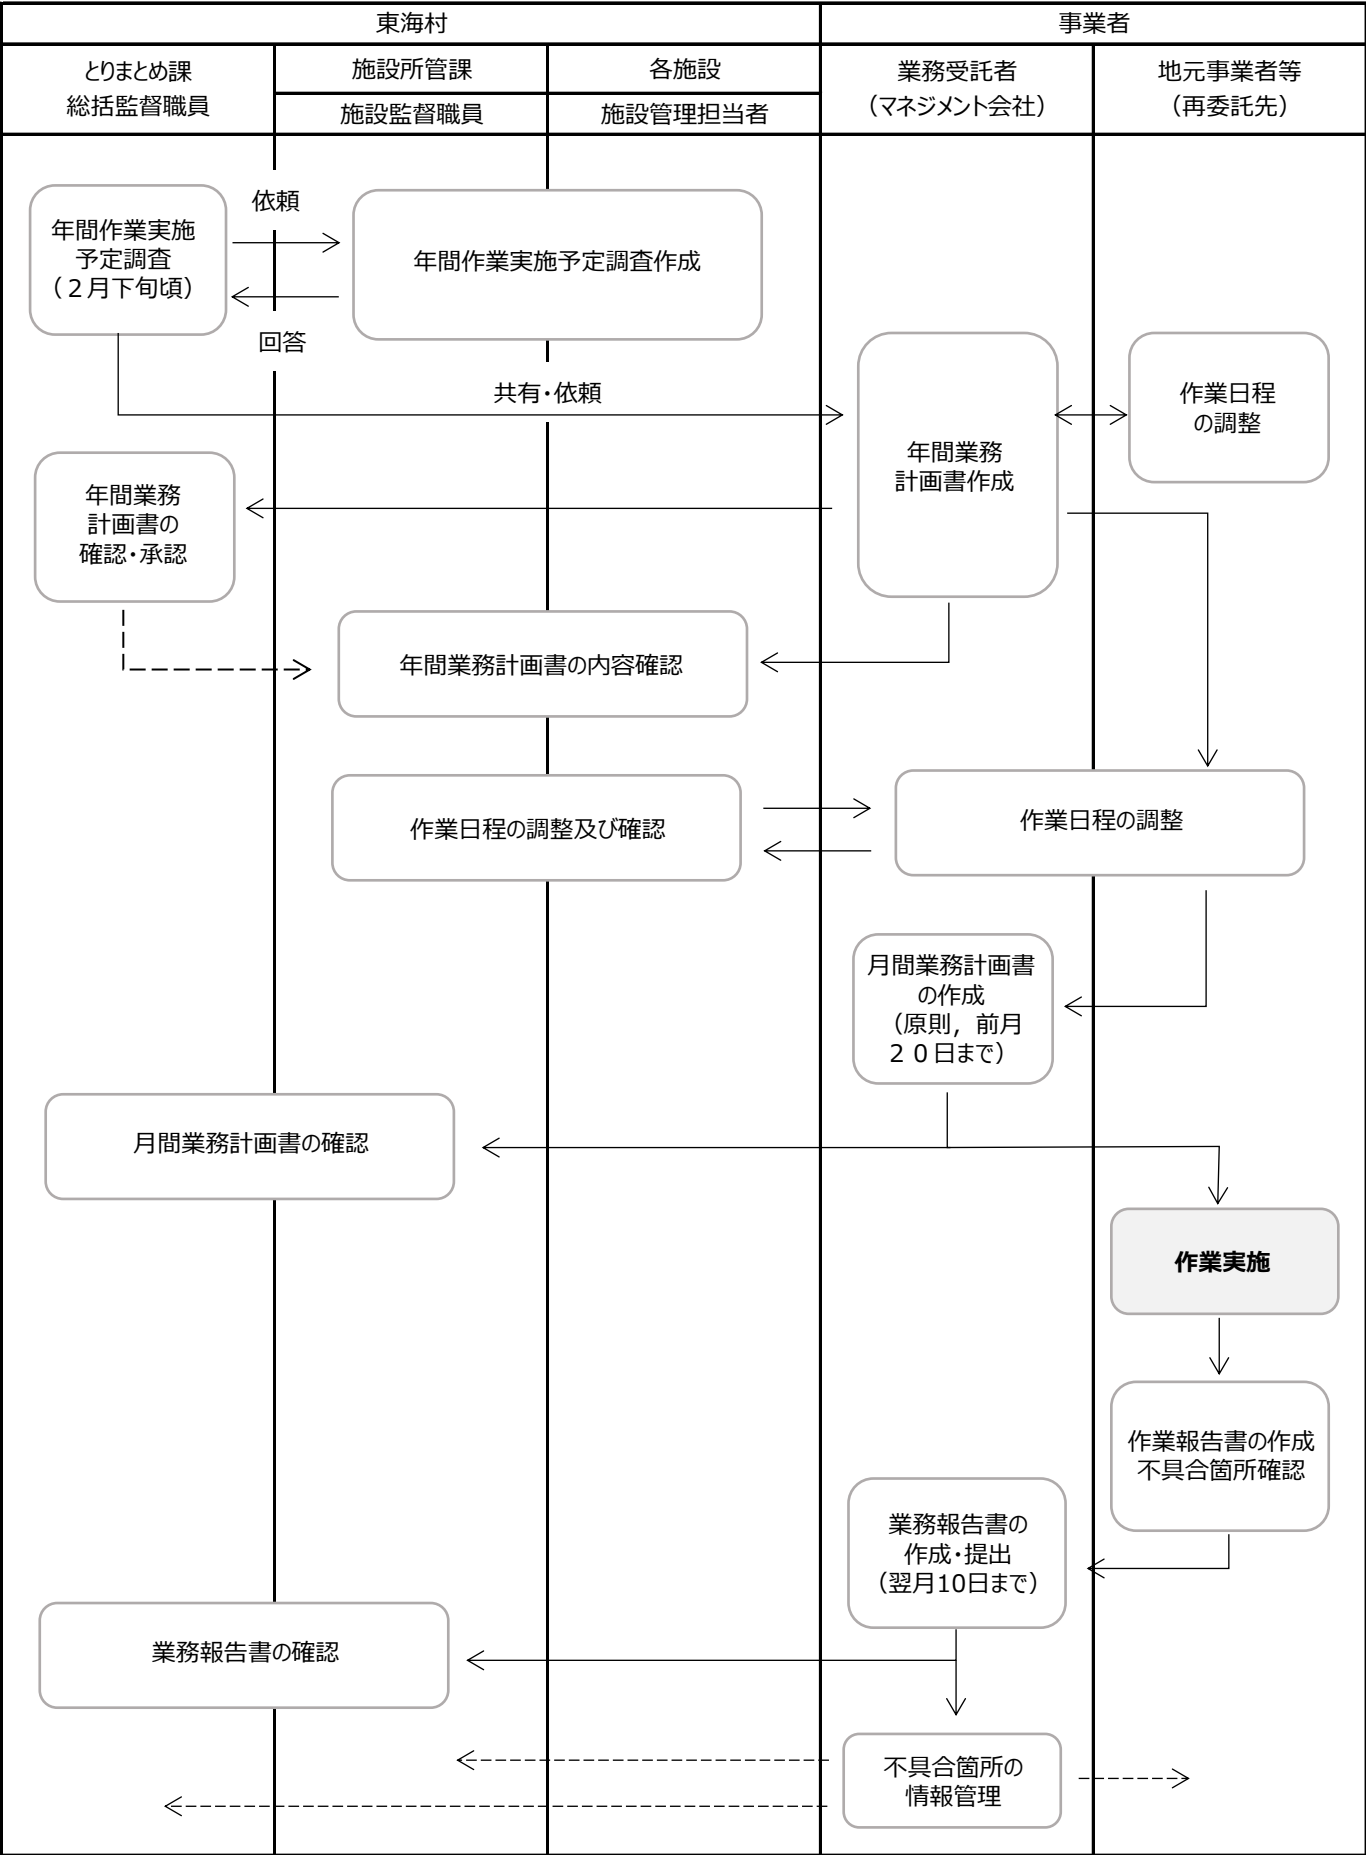 東海村
事業者
とりまとめ課
総括監督職員
施設所管課
施設監督職員
各施設
施設管理担当者
業務受託者
（マネジメント会社）
地元事業者等
（再委託先）
年間作業実施
予定調査
（２月下旬頃）
依頼
回答
年間作業実施予定調査作成
共有・依頼
年間業務
計画書作成
作業日程
の調整
年間業務
計画書の
確認・承認
年間業務計画書の内容確認
作業日程の調整及び確認
作業日程の調整
月間業務計画書
の作成
（原則，前月
２０日まで）
月間業務計画書の確認
作業実施
作業報告書の作成
不具合箇所確認
業務報告書の
作成・提出
（翌月10日まで）
業務報告書の確認
不具合箇所の
情報管理